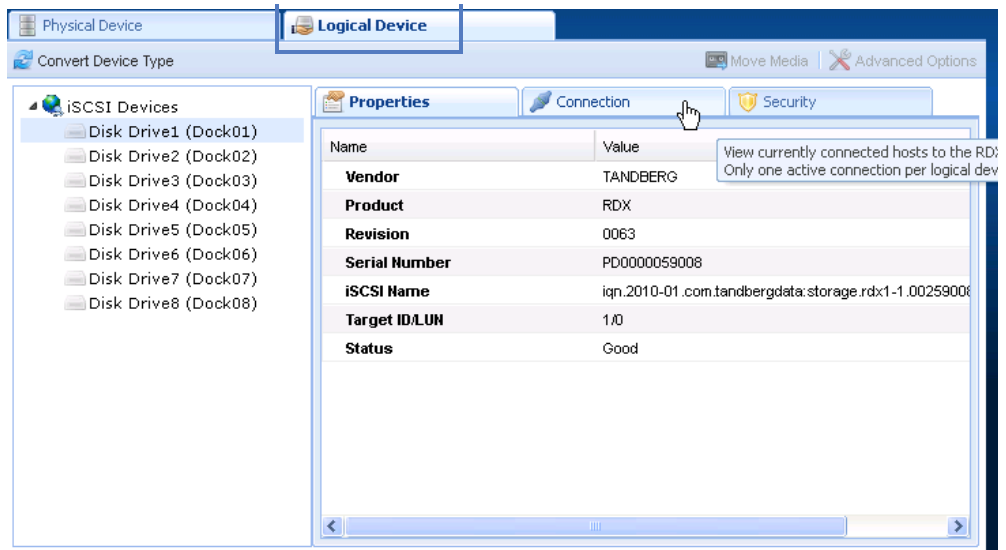 Physical Device
Logical Device
Convert Device Type
Move Media
Advanced Options
iSCSI Devices
Disk Drive1 (Dock01)
Disk Drive2 (Dock02)
Disk Drive3 (Dock03)
Disk Drive4 (Dock04)
Disk Drive5 (Dock05)
Disk Drive6 (Dock06)
Disk Drive7 (Dock07)
Disk Drive8 (Dock08)
Properties
Connection
Security
View currently connected hosts to the RDX
Only one active connection per logical dev
Name Value
Vendor TANDBERG
Product RDX
Revision 0063
Serial Number PD0000059008
iSCSI Name iqn.2010-01.com.tandbergdata:storage.rdx1-1.00259008
Target ID/LUN 1/0
Status Good